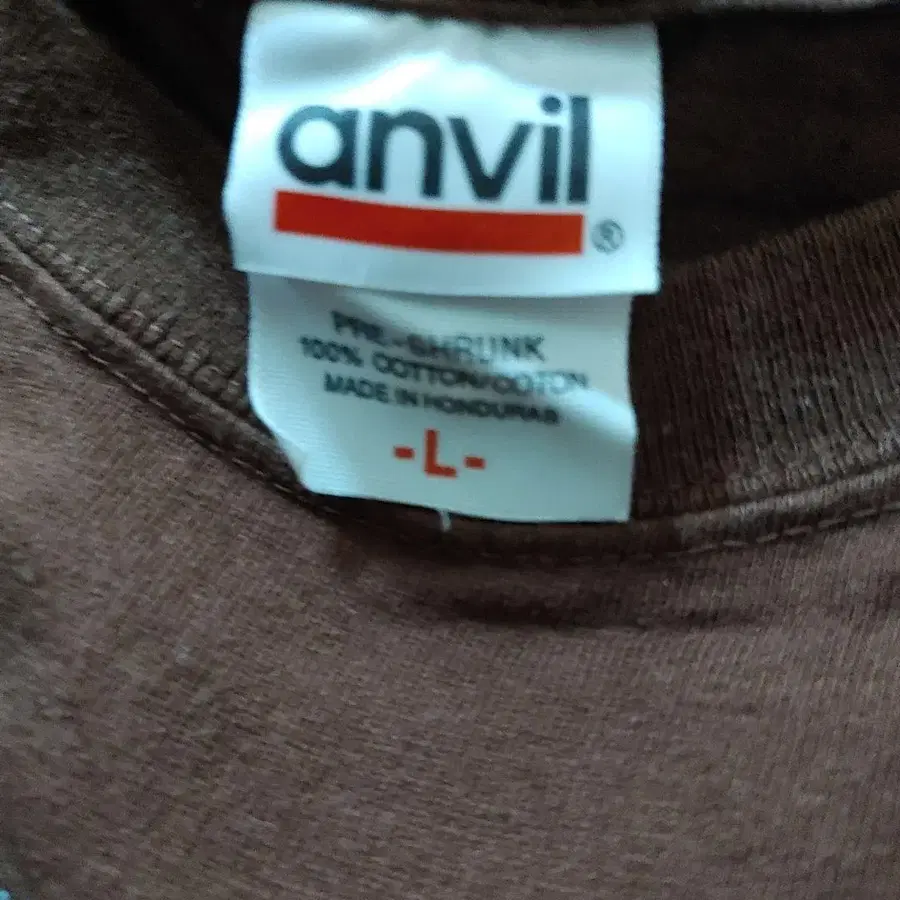 anvil®
PRE-SHRUNK
100% COTTON/COTON
MADE IN HONDURAS
-L-